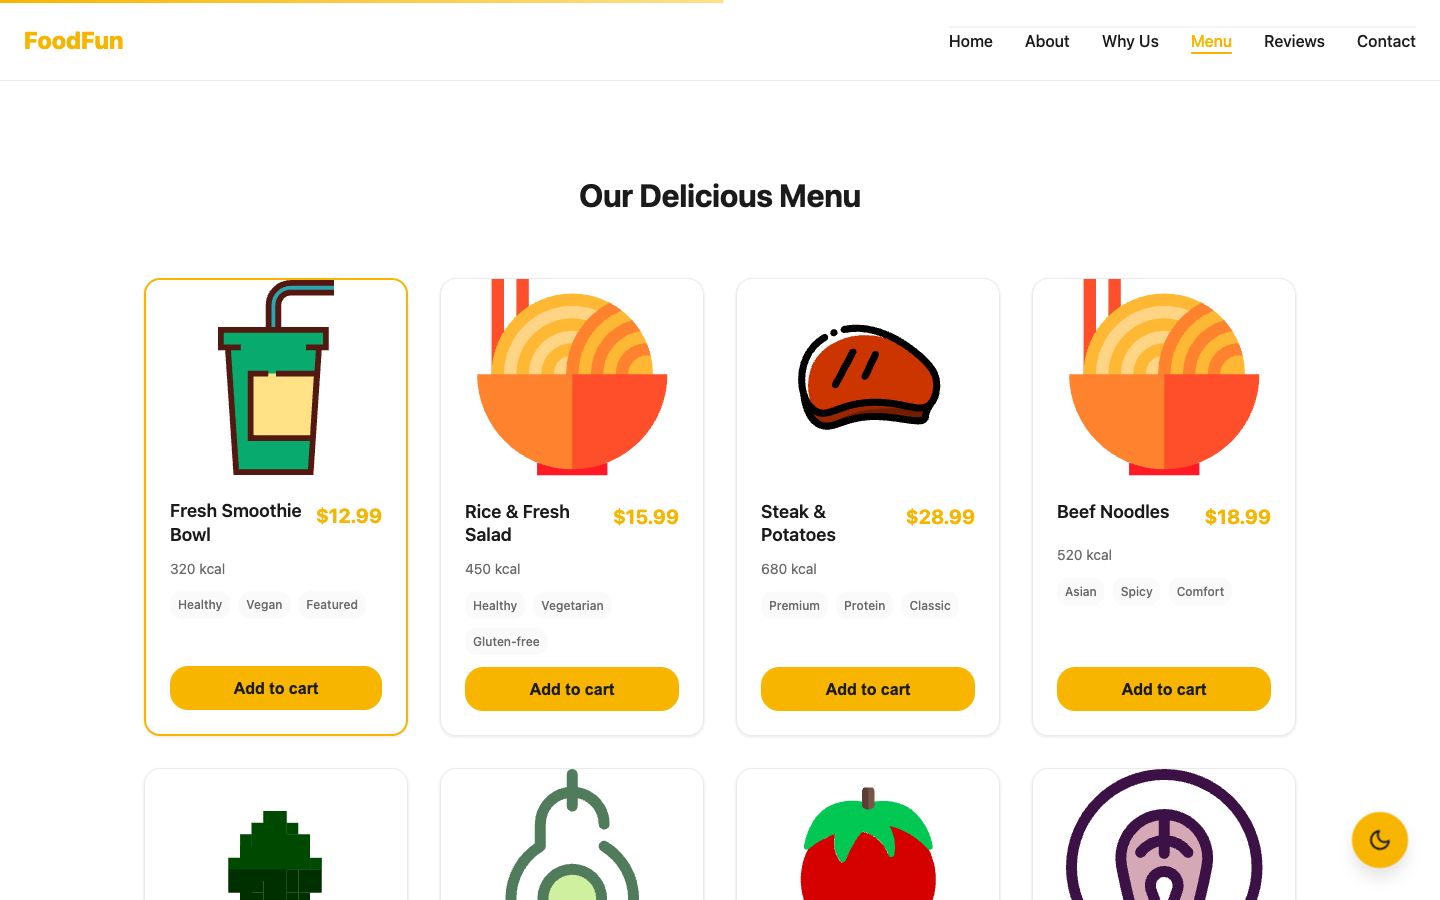 FoodFun
Home About Why Us Menu Reviews Contact
Our Delicious Menu
Fresh Smoothie Bowl
$12.99
320 kcal
Healthy Vegan Featured
Add to cart
Rice & Fresh Salad
$15.99
450 kcal
Healthy Vegetarian
Gluten-free
Add to cart
Steak & Potatoes
$28.99
680 kcal
Premium Protein Classic
Add to cart
Beef Noodles
$18.99
520 kcal
Asian Spicy Comfort
Add to cart